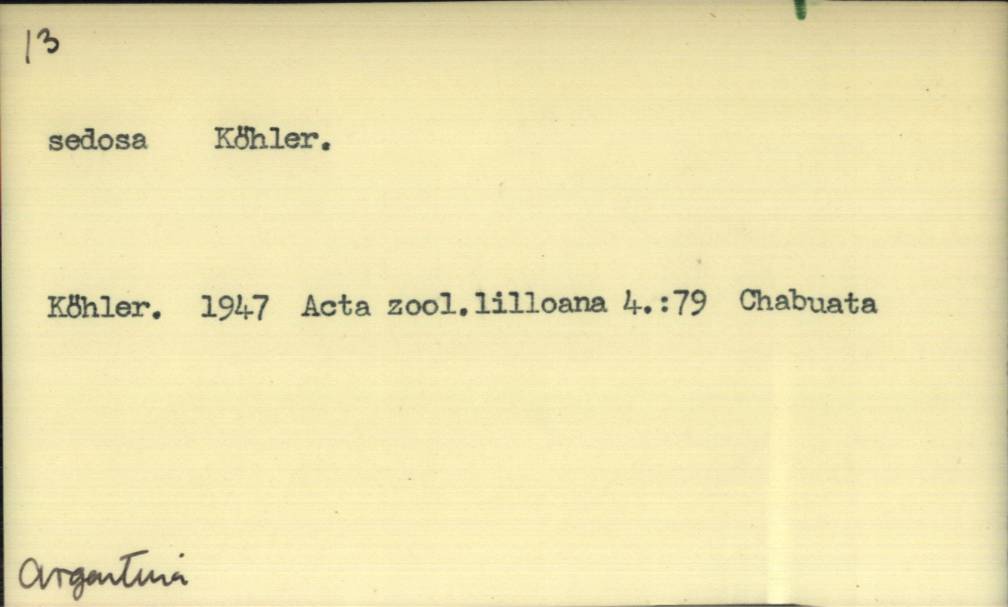 13
sedosa Köhler.
Köhler. 1947 Acta zool.lilloana 4.:79 Chabuata
Argentina